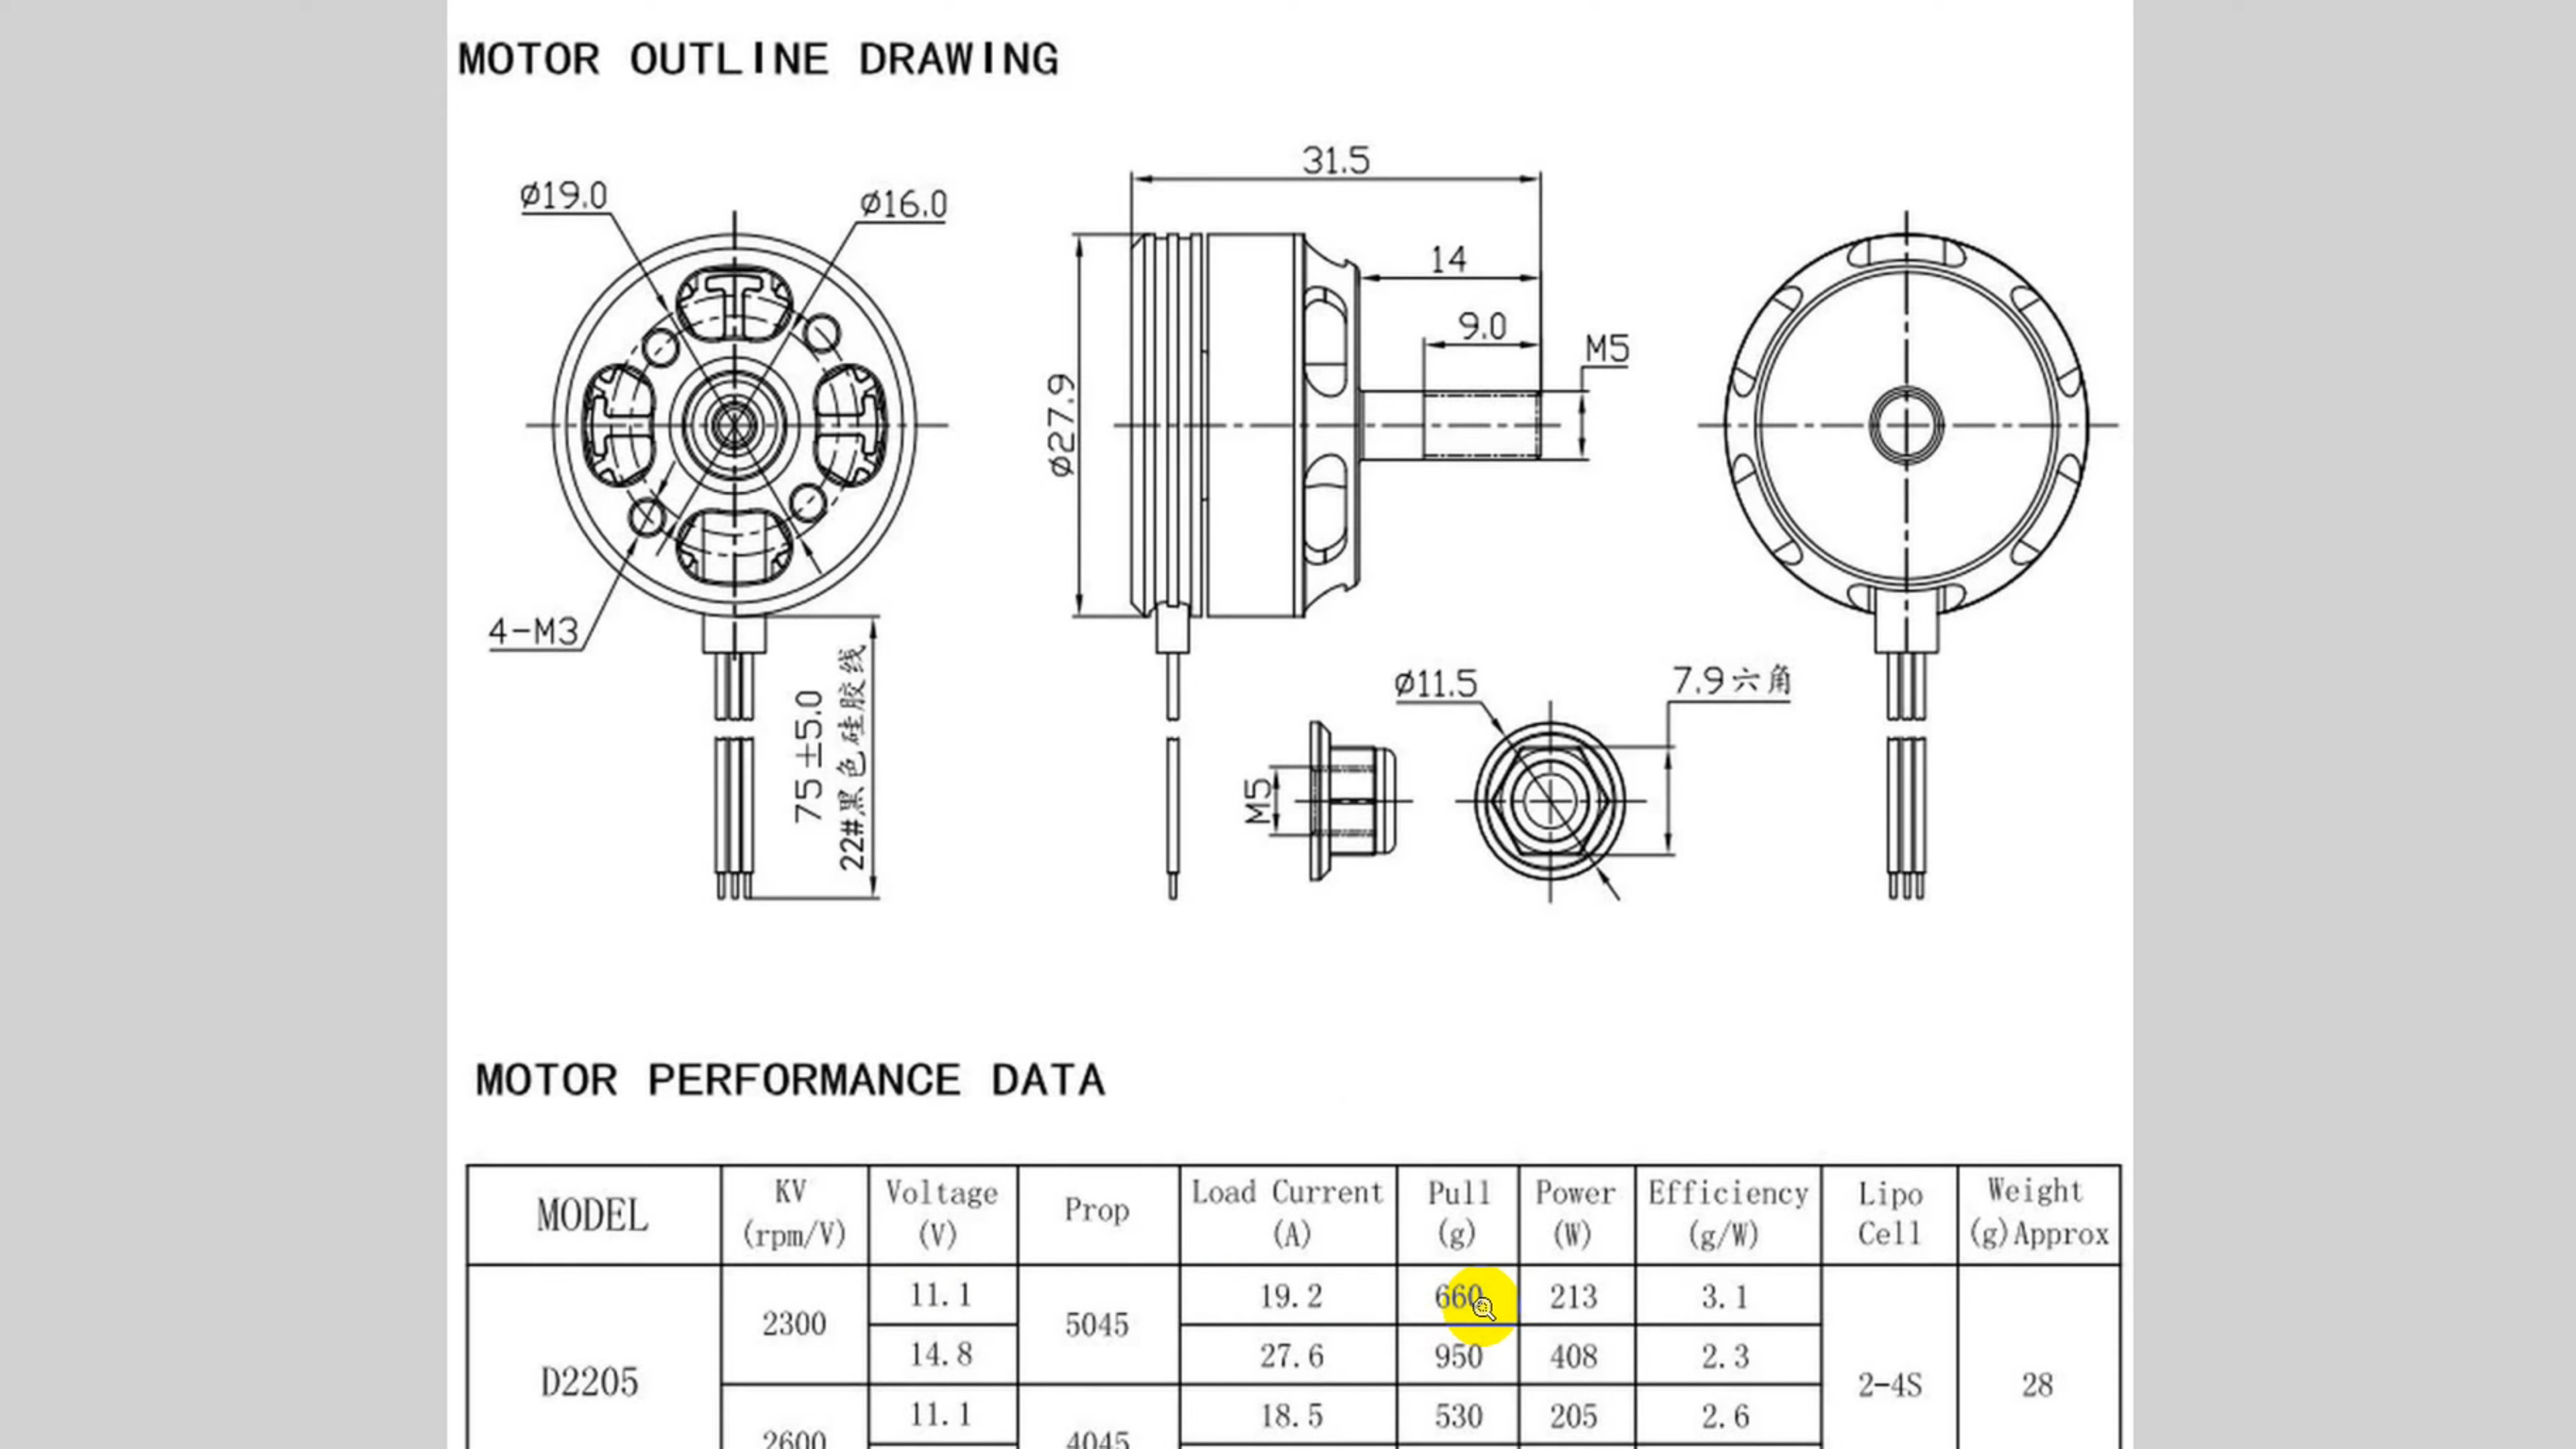 MOTOR OUTLINE DRAWING
31.5
ø19.0
ø16.0
14
9.0
M5
ø27.9
4-M3
75±5.0
22#黑色硅胶线
ø11.5
7.9六角
M5
MOTOR PERFORMANCE DATA
MODEL KV (rpm/V) Voltage (V) Prop Load Current (A) Pull (g) Power (W) Efficiency (g/W) Lipo Cell Weight (g)Approx
D2205 2300 11.1 5045 19.2 660 213 3.1 2-4S 28
14.8 27.6 950 408 2.3
2600 11.1 4045 18.5 530 205 2.6